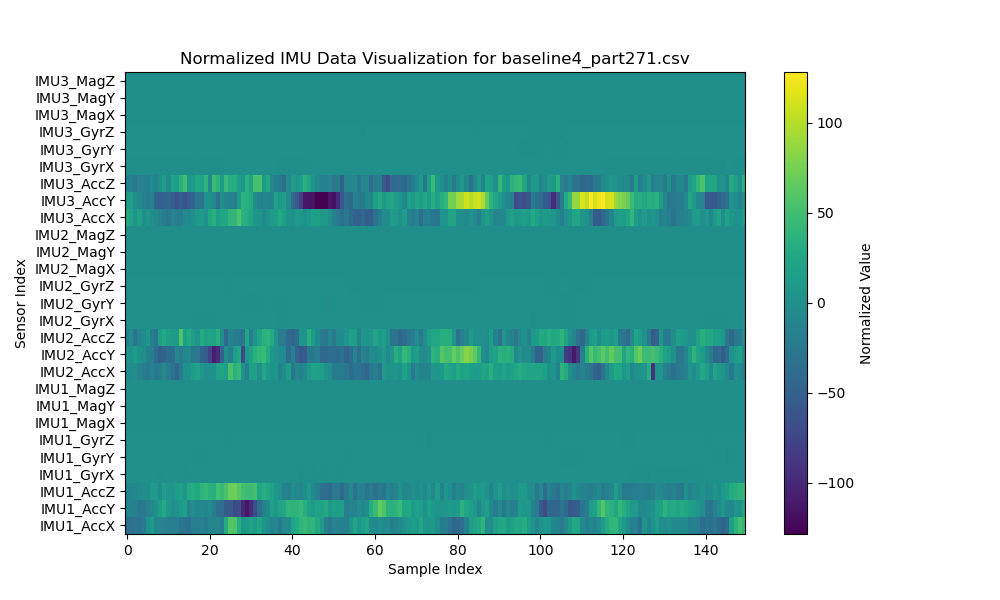 Normalized IMU Data Visualization for baseline4_part271.csv
Sensor Index
IMU3_MagZ
IMU3_MagY
IMU3_MagX
IMU3_GyrZ
IMU3_GyrY
IMU3_GyrX
IMU3_AccZ
IMU3_AccY
IMU3_AccX
IMU2_MagZ
IMU2_MagY
IMU2_MagX
IMU2_GyrZ
IMU2_GyrY
IMU2_GyrX
IMU2_AccZ
IMU2_AccY
IMU2_AccX
IMU1_MagZ
IMU1_MagY
IMU1_MagX
IMU1_GyrZ
IMU1_GyrY
IMU1_GyrX
IMU1_AccZ
IMU1_AccY
IMU1_AccX
0 20 40 60 80 100 120 140
Sample Index
100
50
0
−50
−100
Normalized Value